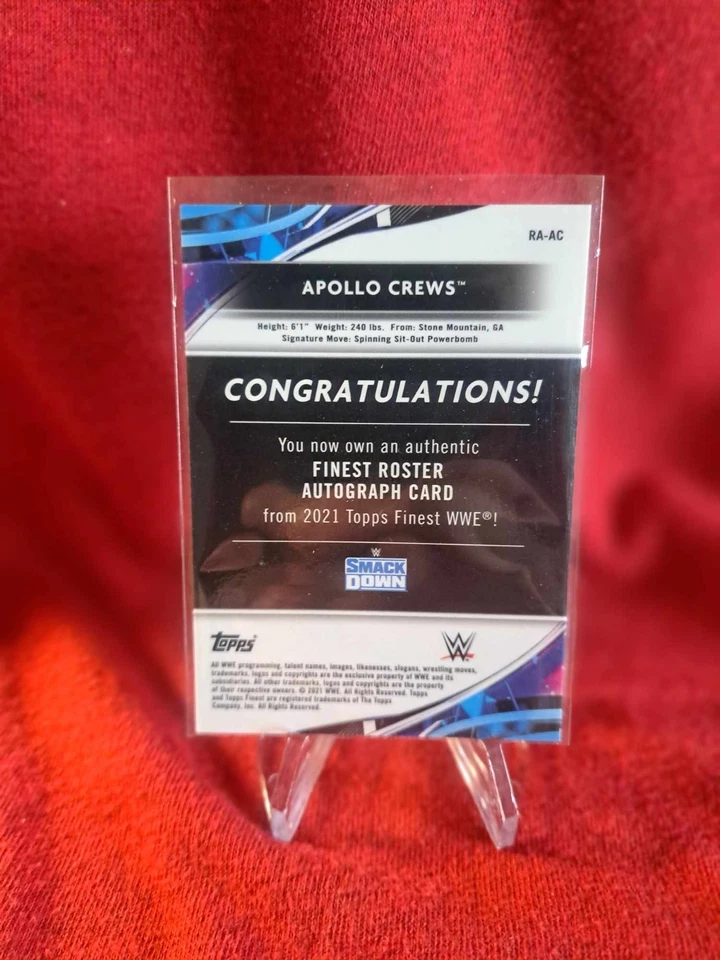 RA-AC
APOLLO CREWS™
Height: 6'1" Weight: 240 lbs. From: Stone Mountain, GA
Signature Move: Spinning Sit-Out Powerbomb
CONGRATULATIONS!
You now own an authentic
FINEST ROSTER
AUTOGRAPH CARD
from 2021 Topps Finest WWE®!
W
SMACK
DOWN
topps®
W
All WWE programming, talent names, images, likenesses, slogans, wrestling moves,
trademarks, logos and copyrights are the exclusive property of WWE and its
subsidiaries. All other trademarks, logos and copyrights are the property
of their respective owners. © 2021 WWE. All Rights Reserved. Topps
and Topps Finest are registered trademarks of The Topps
Company, Inc. All Rights Reserved.